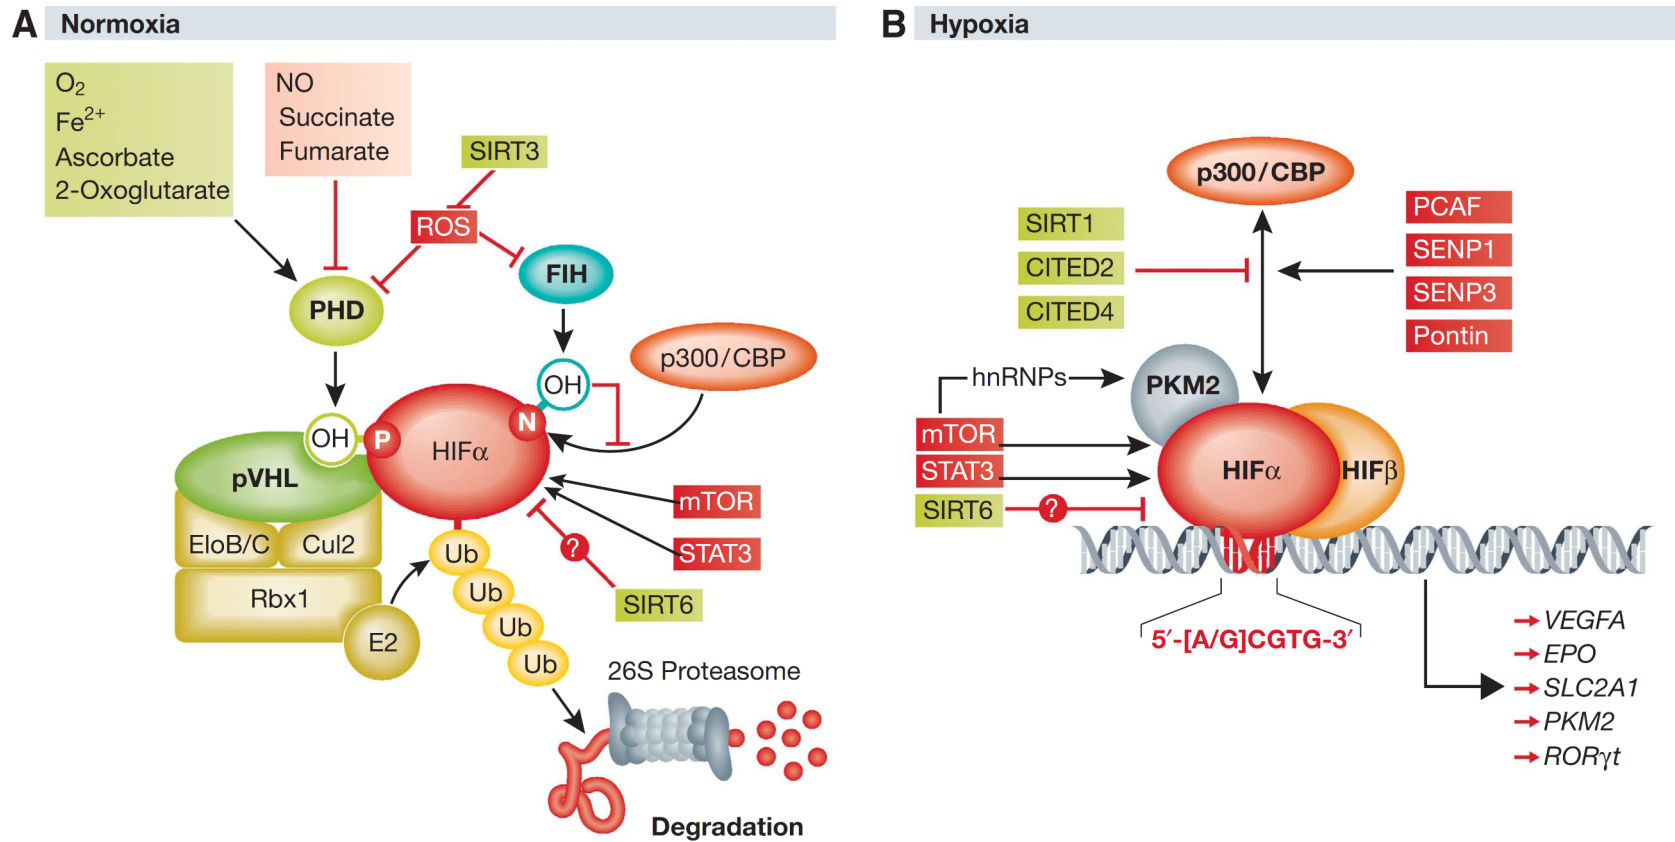 A Normoxia
O2
Fe2+
Ascorbate
2-Oxoglutarate
NO
Succinate
Fumarate
SIRT3
ROS
PHD
FIH
OH
p300/CBP
OH
P
N
HIFα
pVHL
EloB/C
Cul2
Rbx1
E2
Ub
Ub
Ub
Ub
mTOR
STAT3
?
SIRT6
26S Proteasome
Degradation
B Hypoxia
p300/CBP
SIRT1
CITED2
CITED4
PCAF
SENP1
SENP3
Pontin
hnRNPs
PKM2
mTOR
STAT3
SIRT6
?
HIFα
HIFβ
5′-[A/G]CGTG-3′
VEGFA
EPO
SLC2A1
PKM2
RORγt